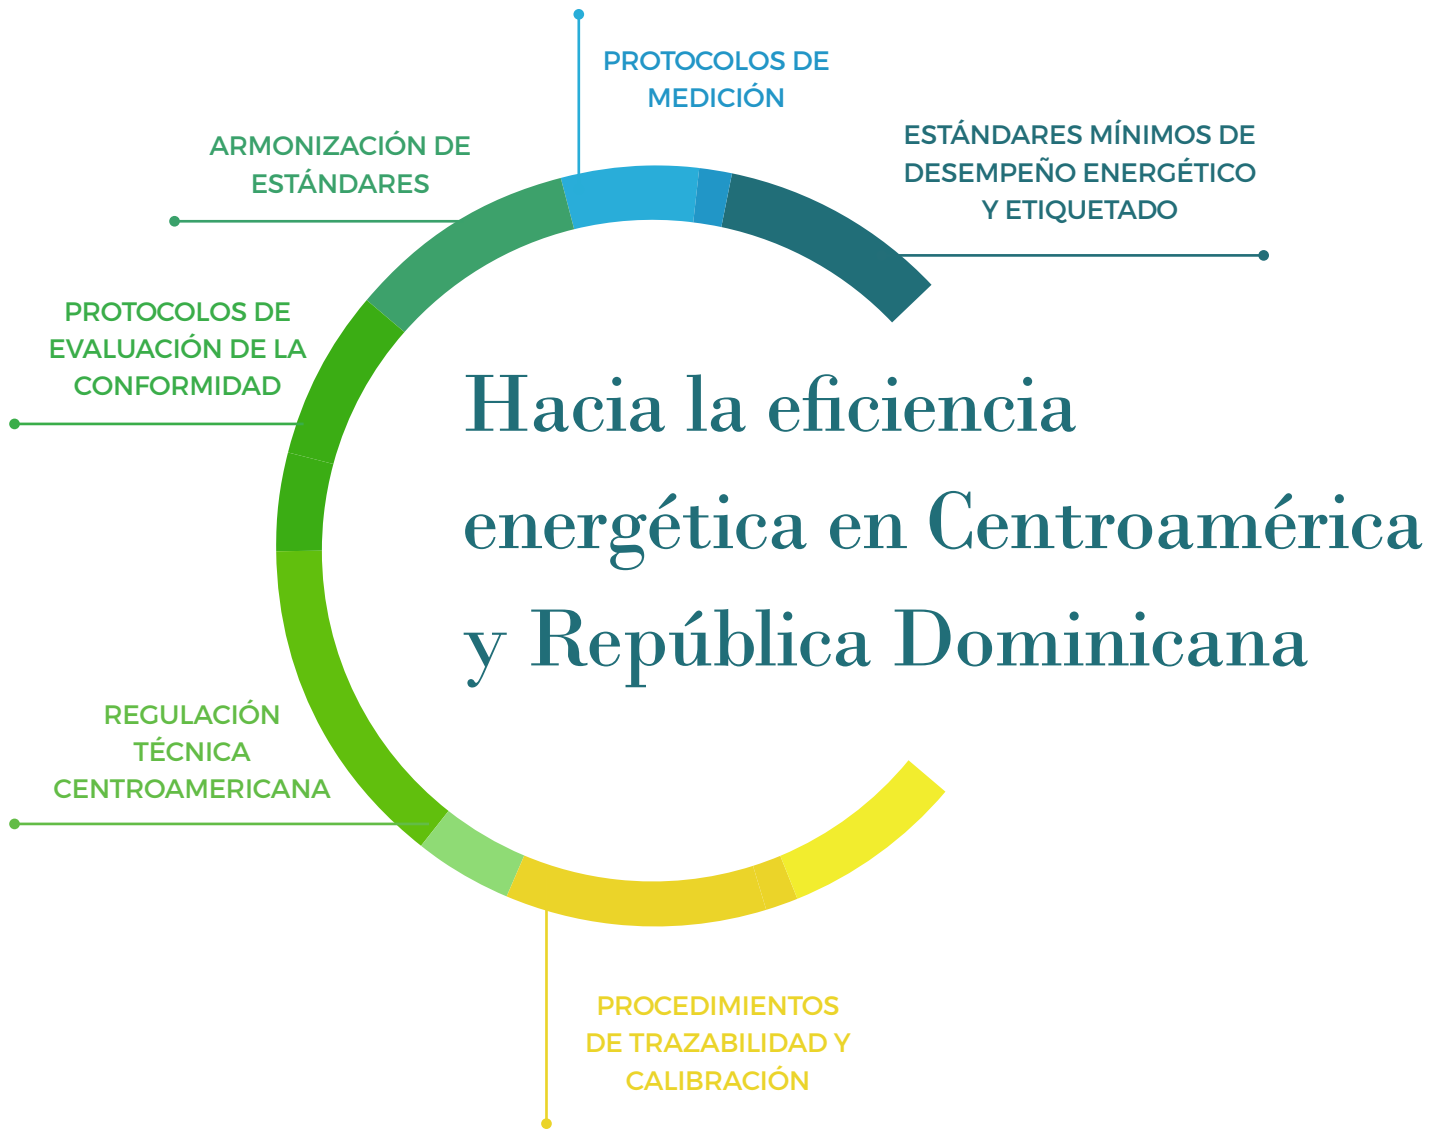 PROTOCOLOS DE
MEDICIÓN
ESTÁNDARES MÍNIMOS DE
DESEMPEÑO ENERGÉTICO
Y ETIQUETADO
ARMONIZACIÓN DE
ESTÁNDARES
PROTOCOLOS DE
EVALUACIÓN DE LA
CONFORMIDAD
Hacia la eficiencia
energética en Centroamérica
y República Dominicana
REGULACIÓN
TÉCNICA
CENTROAMERICANA
PROCEDIMIENTOS
DE TRAZABILIDAD Y
CALIBRACIÓN